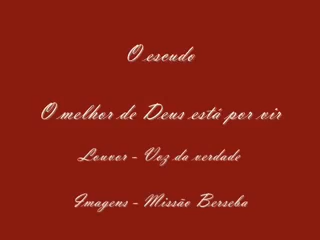 O escudo
O melhor de Deus está por vir
Louvor - Voz da verdade
Imagens - Missão Berseba